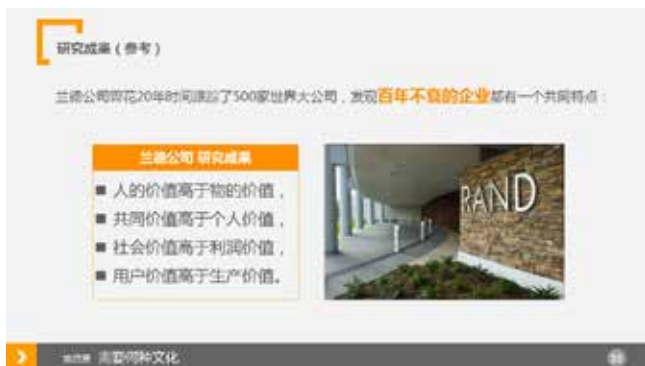 研究成果（参考）
兰德公司曾花20年时间跟踪了500家世界大公司，发现百年不衰的企业都有一个共同特点：
兰德公司 研究成果
■ 人的价值高于物的价值，
■ 共同价值高于个人价值，
■ 社会价值高于利润价值，
■ 用户价值高于生产价值。
RAND
需要何种文化